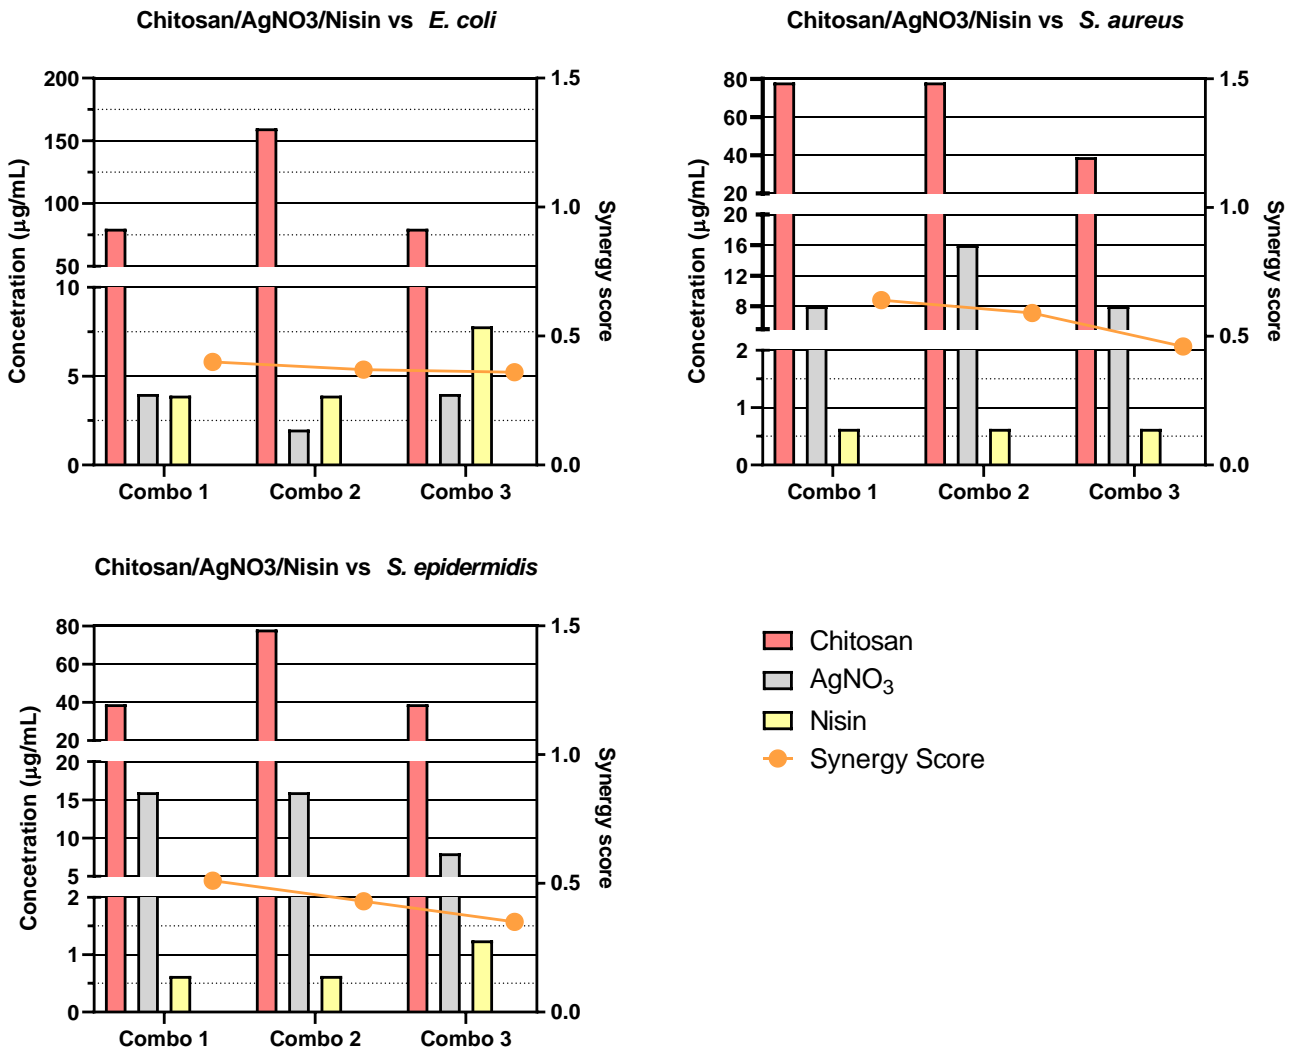 Chitosan/AgNO3/Nisin vs E. coli
200
150
100
50
10
5
0
1.5
1.0
0.5
0.0
Concetration (µg/mL)
Synergy score
Combo 1
Combo 2
Combo 3
Chitosan/AgNO3/Nisin vs S. aureus
80
60
40
20
20
16
12
8
2
1
0
1.5
1.0
0.5
0.0
Concetration (µg/mL)
Synergy score
Combo 1
Combo 2
Combo 3
Chitosan/AgNO3/Nisin vs S. epidermidis
80
60
40
20
20
15
10
5
2
1
0
1.5
1.0
0.5
0.0
Concetration (µg/mL)
Synergy score
Combo 1
Combo 2
Combo 3
Chitosan
AgNO₃
Nisin
Synergy Score